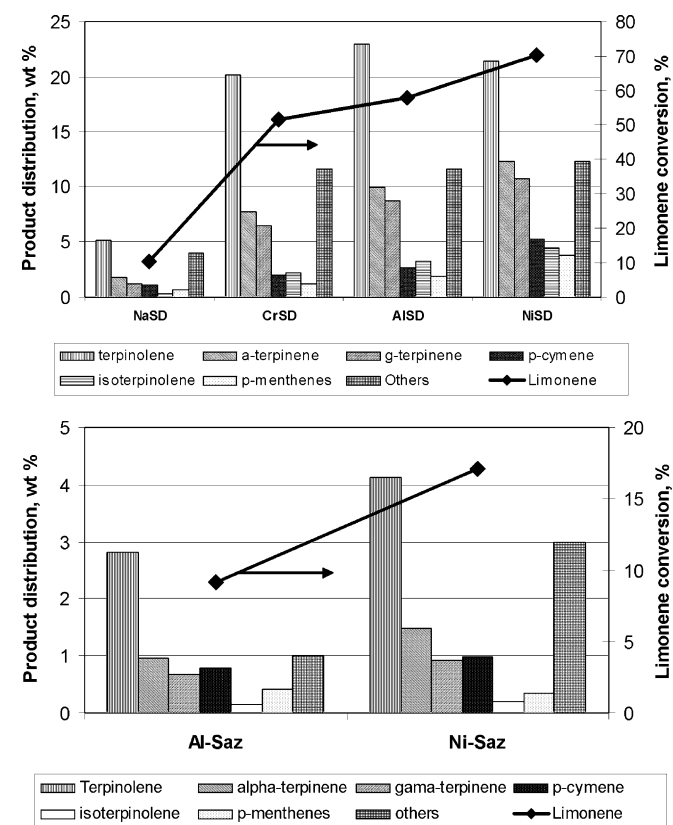 Product distribution, wt %
25
20
15
10
5
0
80
70
60
50
40
30
20
10
0
Limonene conversion, %
NaSD CrSD AlSD NiSD
terpinolene a-terpinene g-terpinene p-cymene
isoterpinolene p-menthenes Others Limonene
Product distribution, wt %
5
4
3
2
1
0
20
15
10
5
0
Limonene conversion, %
Al-Saz Ni-Saz
Terpinolene alpha-terpinene gama-terpinene p-cymene
isoterpinolene p-menthenes others Limonene